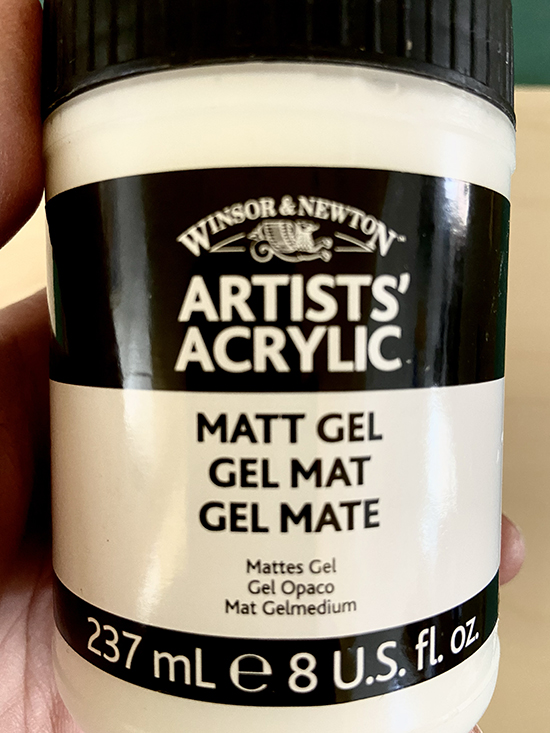 WINSOR & NEWTON™
ARTISTS'
ACRYLIC
MATT GEL
GEL MAT
GEL MATE
Mattes Gel
Gel Opaco
Mat Gelmedium
237 mL ℮ 8 U.S. fl. oz.